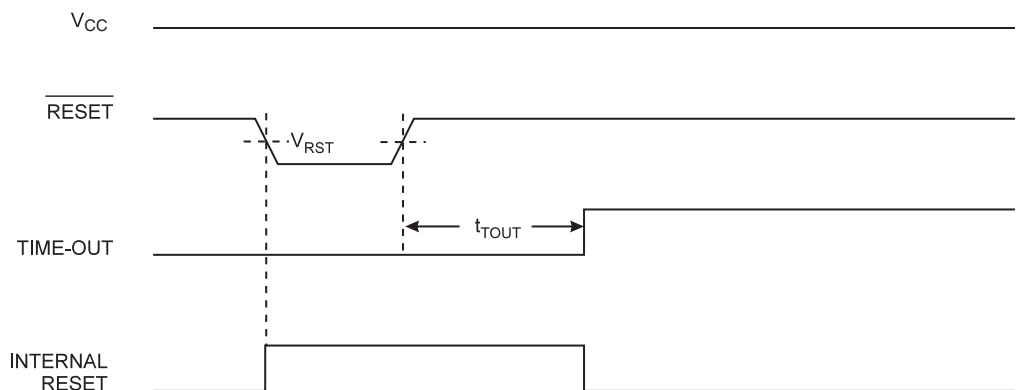 VCC
RESET
VRST
tTOUT
TIME-OUT
INTERNAL
RESET